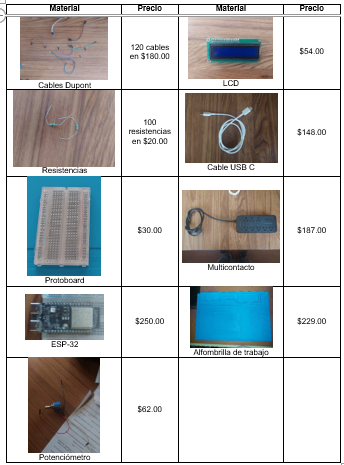 Material Precio Material Precio
Cables Dupont
120 cables
en $180.00
LCD
$54.00
Resistencias
100
resistencias
en $20.00
Cable USB C
$148.00
Protoboard
$30.00
Multicontacto
$187.00
ESP-32
$250.00
Alfombrilla de trabajo
$229.00
Potenciómetro
$62.00